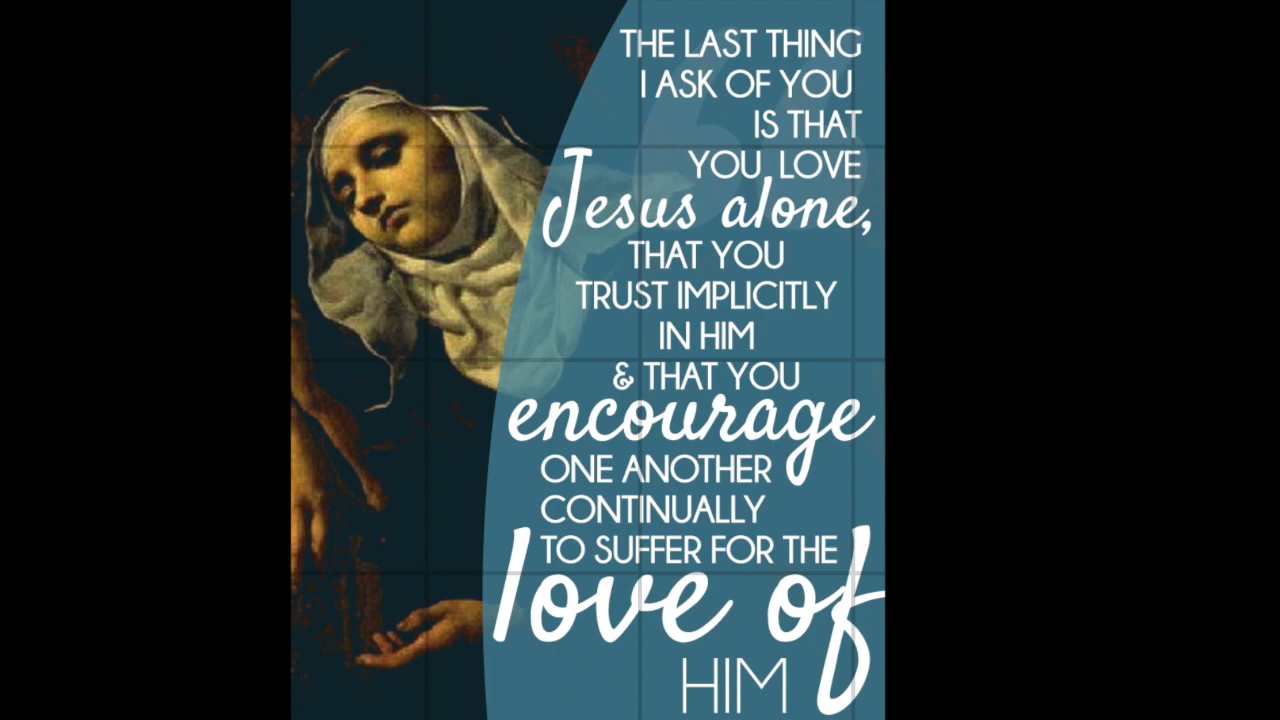 THE LAST THING
I ASK OF YOU
IS THAT
YOU LOVE
Jesus alone,
THAT YOU
TRUST IMPLICITLY
IN HIM
& THAT YOU
encourage
ONE ANOTHER
CONTINUALLY
TO SUFFER FOR THE
love of
HIM